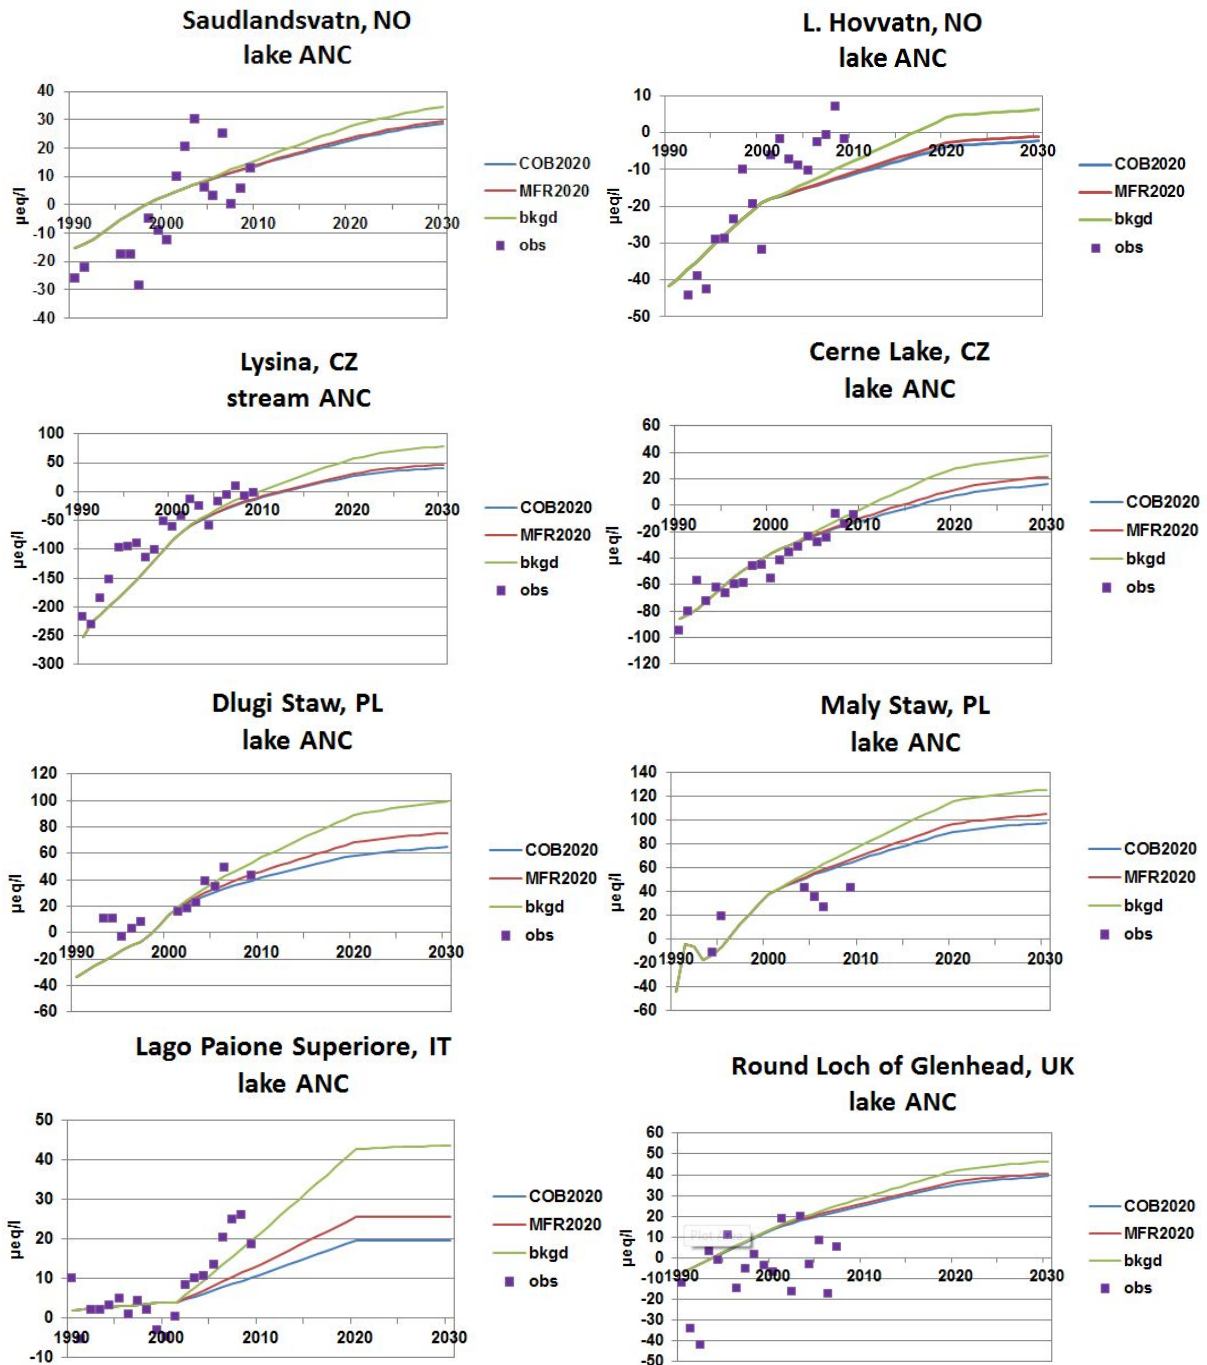 Saudlandsvatn, NO
lake ANC
40
30
20
10
0
-10
-20
-30
-40
µeq/l
1990
2000
2010
2020
2030
COB2020
MFR2020
bkgd
obs
L. Hovvatn, NO
lake ANC
10
0
-10
-20
-30
-40
-50
µeq/l
1990
2000
2010
2020
2030
COB2020
MFR2020
bkgd
obs
Lysina, CZ
stream ANC
100
50
0
-50
-100
-150
-200
-250
-300
µeq/l
1990
2000
2010
2020
2030
COB2020
MFR2020
bkgd
obs
Cerne Lake, CZ
lake ANC
60
40
20
0
-20
-40
-60
-80
-100
-120
µeq/l
1990
2000
2010
2020
2030
COB2020
MFR2020
bkgd
obs
Dlugi Staw, PL
lake ANC
120
100
80
60
40
20
0
-20
-40
-60
µeq/l
1990
2000
2010
2020
2030
COB2020
MFR2020
bkgd
obs
Maly Staw, PL
lake ANC
140
120
100
80
60
40
20
0
-20
-40
-60
µeq/l
1990
2000
2010
2020
2030
COB2020
MFR2020
bkgd
obs
Lago Paione Superiore, IT
lake ANC
50
40
30
20
10
0
-10
µeq/l
1990
2000
2010
2020
2030
COB2020
MFR2020
bkgd
obs
Round Loch of Glenhead, UK
lake ANC
60
50
40
30
20
10
0
-10
-20
-30
-40
-50
µeq/l
1990
2000
2010
2020
2030
COB2020
MFR2020
bkgd
obs